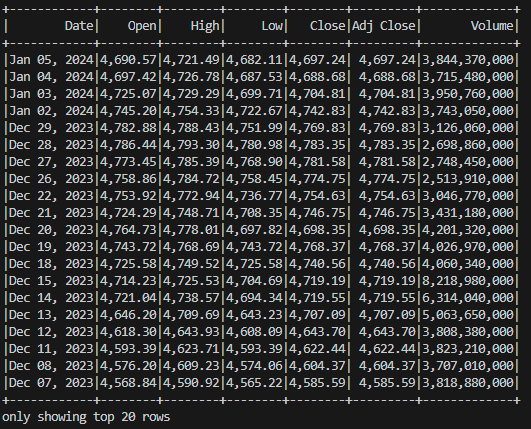 +------------+--------+--------+--------+--------+---------+-------------+
|        Date|    Open|    High|     Low|   Close|Adj Close|       Volume|
+------------+--------+--------+--------+--------+---------+-------------+
|Jan 05, 2024|4,690.57|4,721.49|4,682.11|4,697.24| 4,697.24|3,844,370,000|
|Jan 04, 2024|4,697.42|4,726.78|4,687.53|4,688.68| 4,688.68|3,715,480,000|
|Jan 03, 2024|4,725.07|4,729.29|4,699.71|4,704.81| 4,704.81|3,950,760,000|
|Jan 02, 2024|4,745.20|4,754.33|4,722.67|4,742.83| 4,742.83|3,743,050,000|
|Dec 29, 2023|4,782.88|4,788.43|4,751.99|4,769.83| 4,769.83|3,126,060,000|
|Dec 28, 2023|4,786.44|4,793.30|4,780.98|4,783.35| 4,783.35|2,698,860,000|
|Dec 27, 2023|4,773.45|4,785.39|4,768.90|4,781.58| 4,781.58|2,748,450,000|
|Dec 26, 2023|4,758.86|4,784.72|4,758.45|4,774.75| 4,774.75|2,513,910,000|
|Dec 22, 2023|4,753.92|4,772.94|4,736.77|4,754.63| 4,754.63|3,046,770,000|
|Dec 21, 2023|4,724.29|4,748.71|4,708.35|4,746.75| 4,746.75|3,431,180,000|
|Dec 20, 2023|4,764.73|4,778.01|4,697.82|4,698.35| 4,698.35|4,201,320,000|
|Dec 19, 2023|4,743.72|4,768.69|4,743.72|4,768.37| 4,768.37|4,026,970,000|
|Dec 18, 2023|4,725.58|4,749.52|4,725.58|4,740.56| 4,740.56|4,060,340,000|
|Dec 15, 2023|4,714.23|4,725.53|4,704.69|4,719.19| 4,719.19|8,218,980,000|
|Dec 14, 2023|4,721.04|4,738.57|4,694.34|4,719.55| 4,719.55|6,314,040,000|
|Dec 13, 2023|4,646.20|4,709.69|4,643.23|4,707.09| 4,707.09|5,063,650,000|
|Dec 12, 2023|4,618.30|4,643.93|4,608.09|4,643.70| 4,643.70|3,808,380,000|
|Dec 11, 2023|4,593.39|4,623.71|4,593.39|4,622.44| 4,622.44|3,823,210,000|
|Dec 08, 2023|4,576.20|4,609.23|4,574.06|4,604.37| 4,604.37|3,707,010,000|
|Dec 07, 2023|4,568.84|4,590.92|4,565.22|4,585.59| 4,585.59|3,818,880,000|
+------------+--------+--------+--------+--------+---------+-------------+
only showing top 20 rows